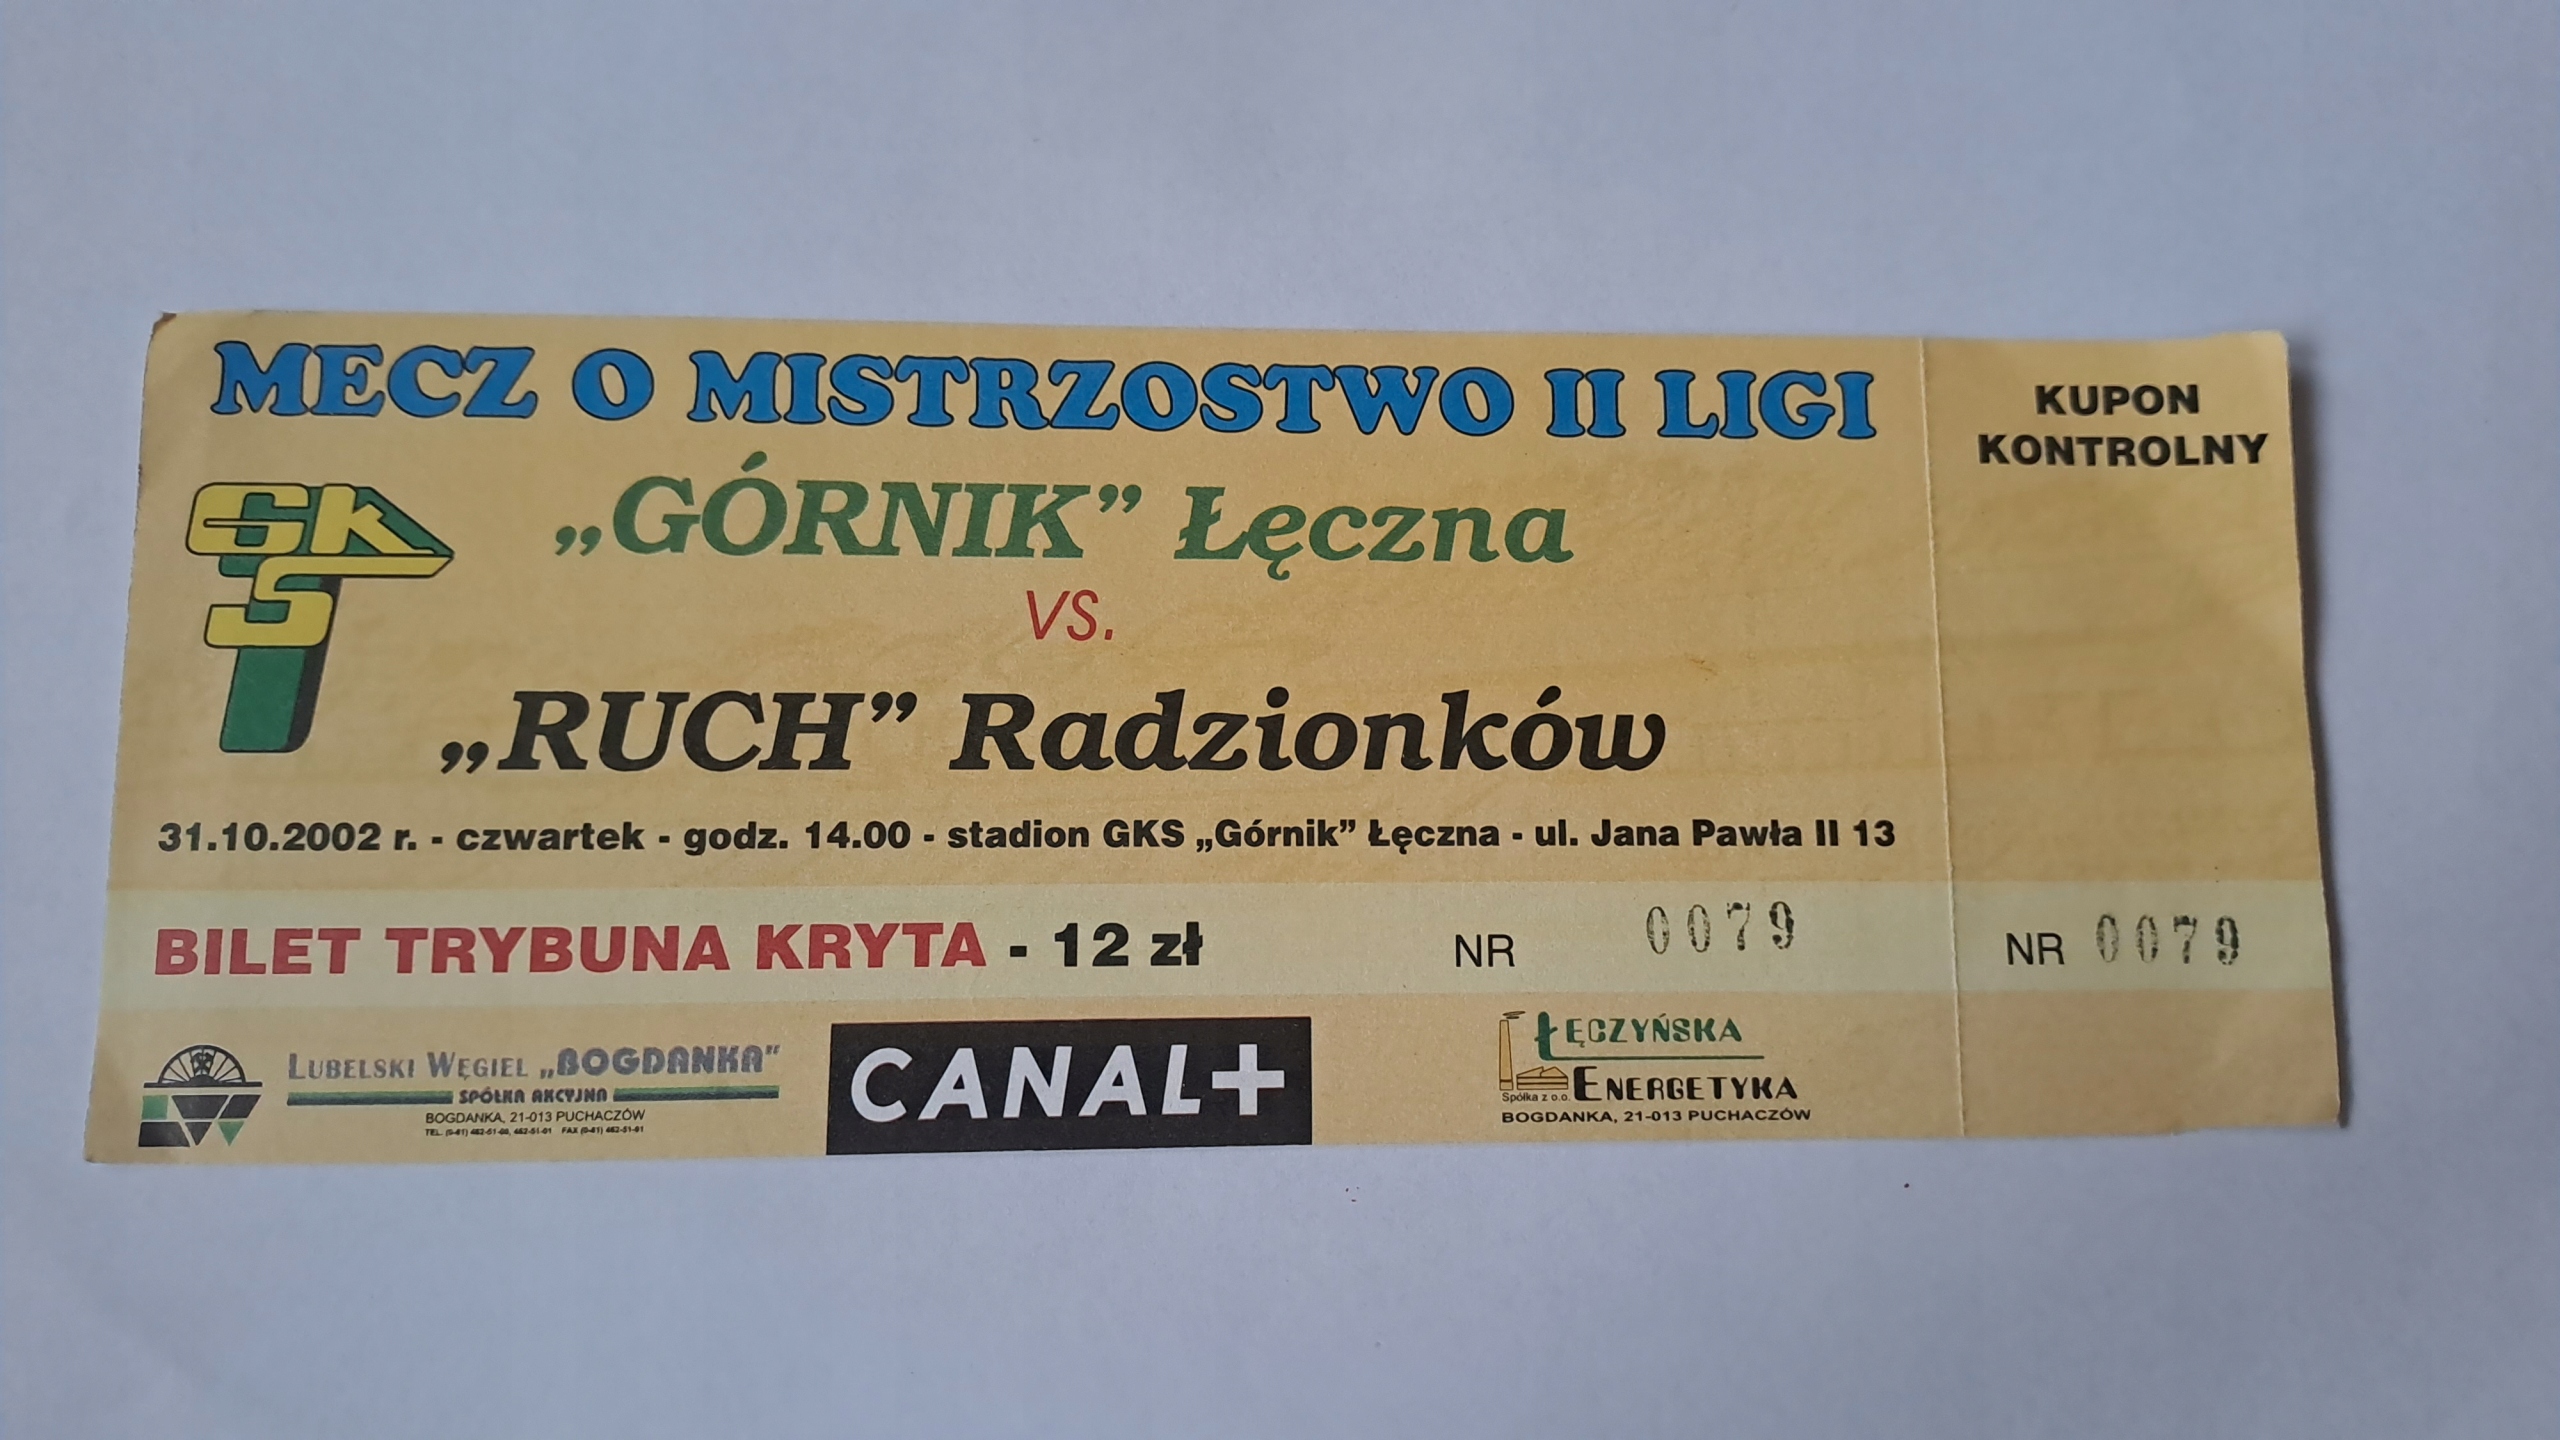 MECZ O MISTRZOSTWO II LIGI
GKS
„GÓRNIK” Łęczna
VS.
„RUCH” Radzionków
31.10.2002 r. - czwartek - godz. 14.00 - stadion GKS „Górnik” Łęczna - ul. Jana Pawła II 13
BILET TRYBUNA KRYTA - 12 zł NR 0079
LUBELSKI WĘGIEL „BOGDANKA”
SPÓŁKA AKCYJNA
BOGDANKA, 21-013 PUCHACZÓW
CANAL+
ŁĘCZYŃSKA
Spółka z o.o. ENERGETYKA
BOGDANKA, 21-013 PUCHACZÓW
KUPON
KONTROLNY
NR 0079